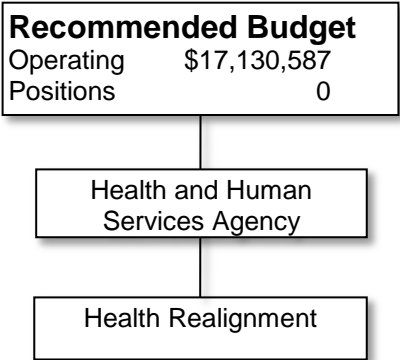 Recommended Budget
Operating $17,130,587
Positions 0
Health and Human
Services Agency
Health Realignment